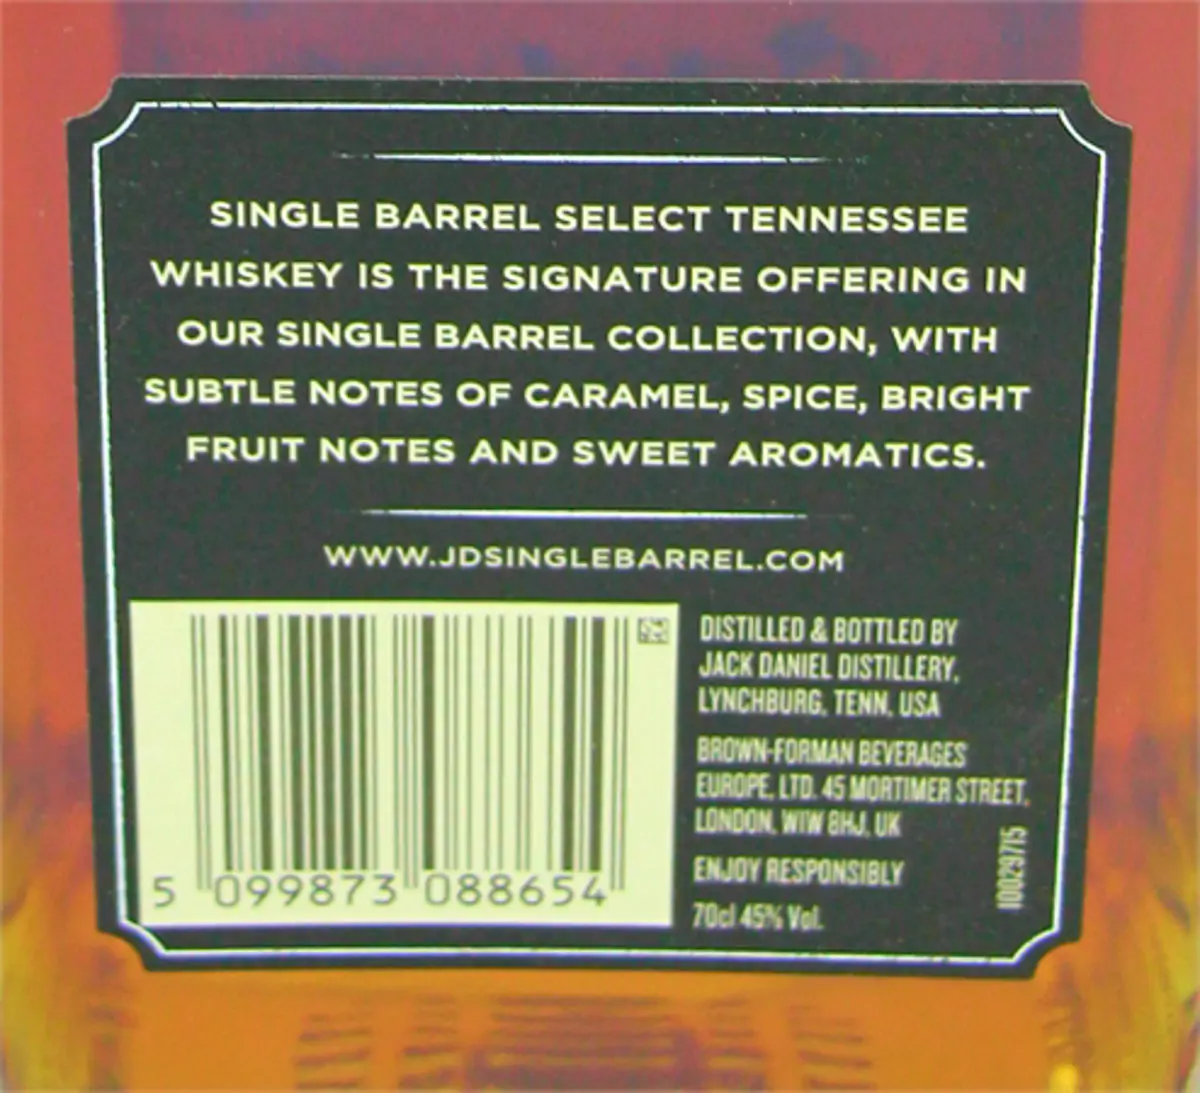 SINGLE BARREL SELECT TENNESSEE
WHISKEY IS THE SIGNATURE OFFERING IN
OUR SINGLE BARREL COLLECTION, WITH
SUBTLE NOTES OF CARAMEL, SPICE, BRIGHT
FRUIT NOTES AND SWEET AROMATICS.
WWW.JDSINGLEBARREL.COM
5 099873 088654
DISTILLED & BOTTLED BY
JACK DANIEL DISTILLERY,
LYNCHBURG, TENN, USA
BROWN-FORMAN BEVERAGES
EUROPE, LTD. 45 MORTIMER STREET,
LONDON, W1W 8HJ, UK
ENJOY RESPONSIBLY
70cl 45% Vol.
10029715